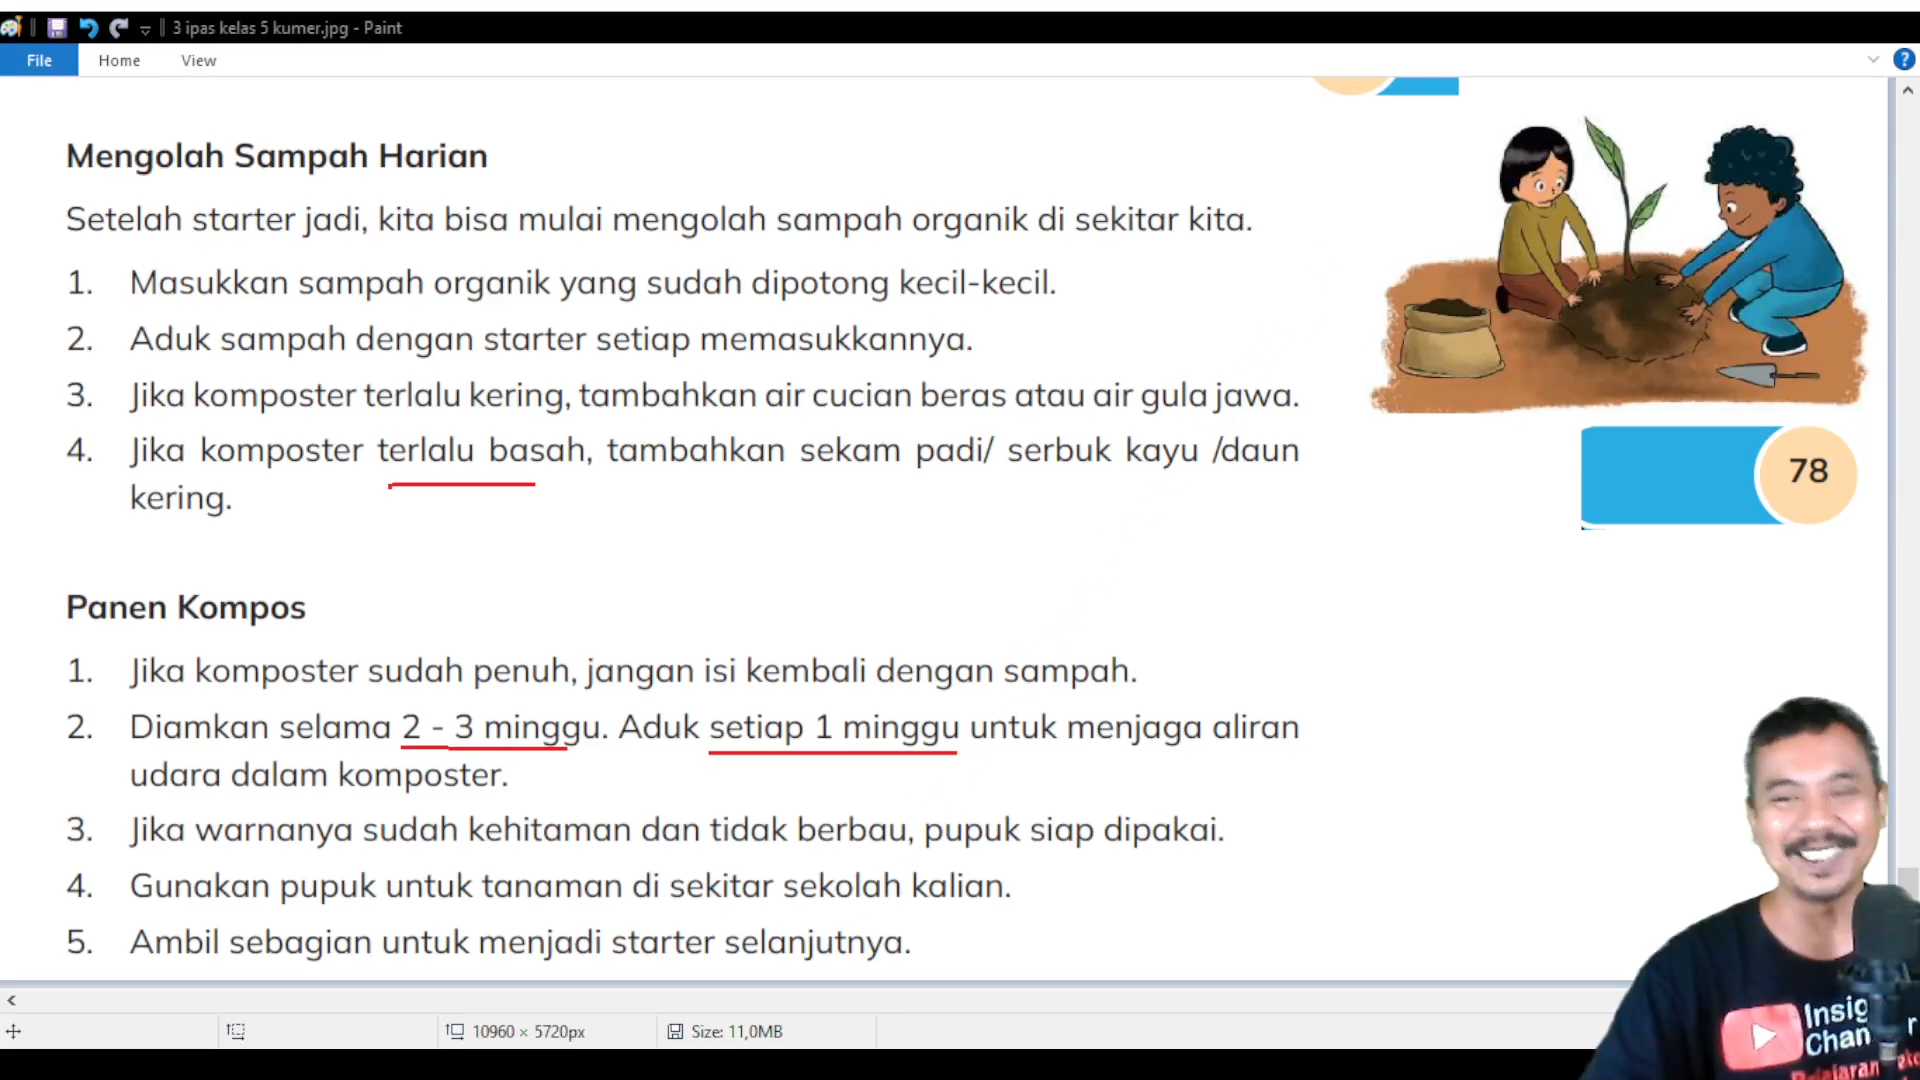 3 ipas kelas 5 kumer.jpg - Paint
File Home View
Mengolah Sampah Harian
Setelah starter jadi, kita bisa mulai mengolah sampah organik di sekitar kita.
1. Masukkan sampah organik yang sudah dipotong kecil-kecil.
2. Aduk sampah dengan starter setiap memasukkannya.
3. Jika komposter terlalu kering, tambahkan air cucian beras atau air gula jawa.
4. Jika komposter terlalu basah, tambahkan sekam padi/ serbuk kayu /daun
kering.
78
Panen Kompos
1. Jika komposter sudah penuh, jangan isi kembali dengan sampah.
2. Diamkan selama 2 - 3 minggu. Aduk setiap 1 minggu untuk menjaga aliran
udara dalam komposter.
3. Jika warnanya sudah kehitaman dan tidak berbau, pupuk siap dipakai.
4. Gunakan pupuk untuk tanaman di sekitar sekolah kalian.
5. Ambil sebagian untuk menjadi starter selanjutnya.
10960 × 5720px Size: 11,0MB
Insig
Chan